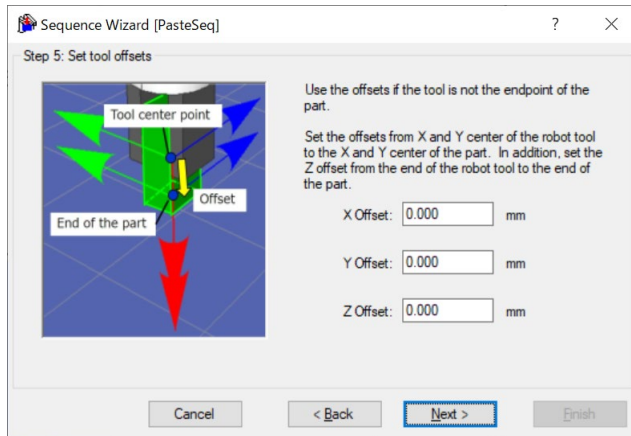 Sequence Wizard [PasteSeq]
?
Step 5: Set tool offsets
Tool center point
Offset
End of the part
Use the offsets if the tool is not the endpoint of the
part.
Set the offsets from X and Y center of the robot tool
to the X and Y center of the part. In addition, set the
Z offset from the end of the robot tool to the end of
the part.
X Offset: 0.000 mm
Y Offset: 0.000 mm
Z Offset: 0.000 mm
Cancel
< Back
Next >
Finish